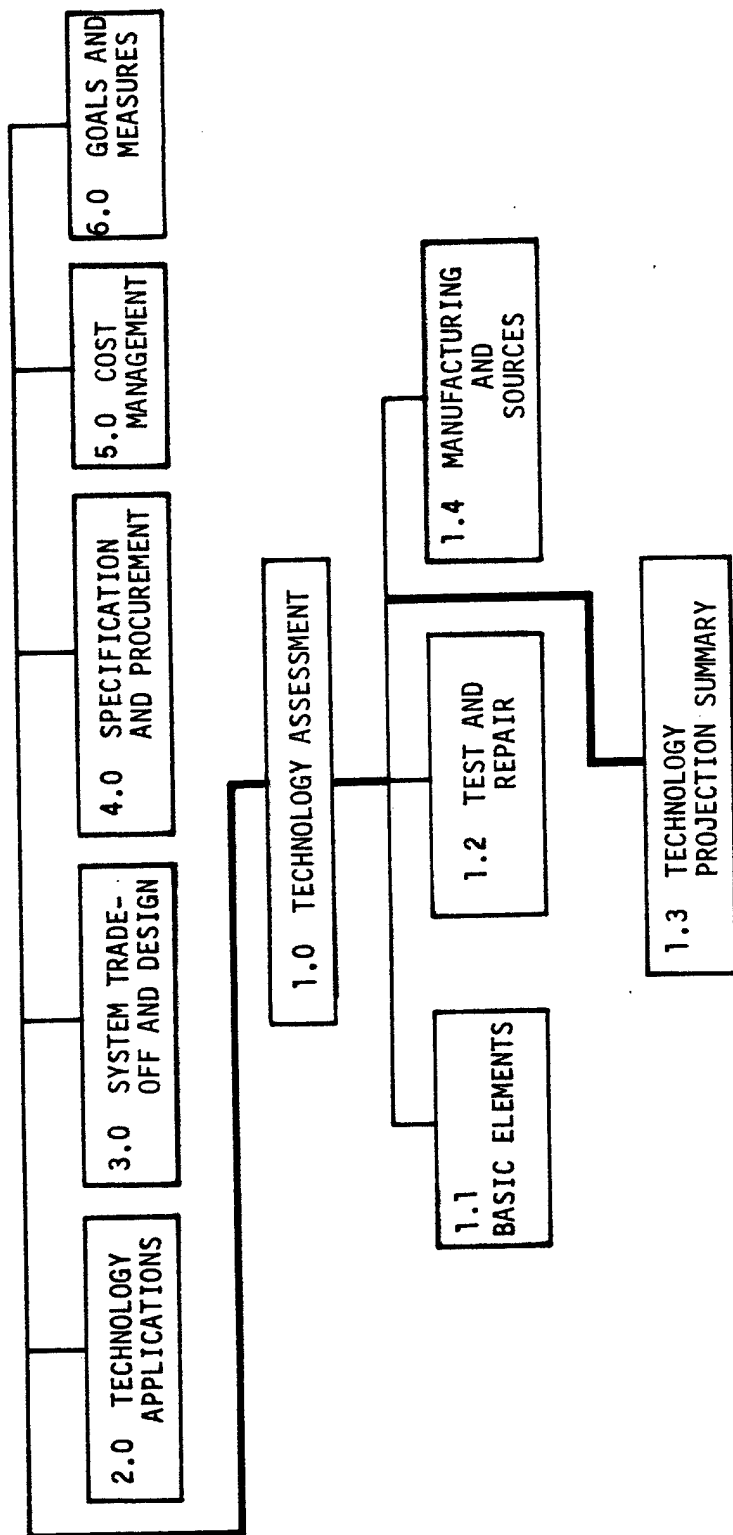 2.0 TECHNOLOGY
APPLICATIONS
3.0 SYSTEM TRADE-
OFF AND DESIGN
4.0 SPECIFICATION
AND PROCUREMENT
5.0 COST
MANAGEMENT
6.0 GOALS AND
MEASURES
1.0 TECHNOLOGY ASSESSMENT
1.1
BASIC ELEMENTS
1.2 TEST AND
REPAIR
1.4 MANUFACTURING
AND
SOURCES
1.3 TECHNOLOGY
PROJECTION SUMMARY